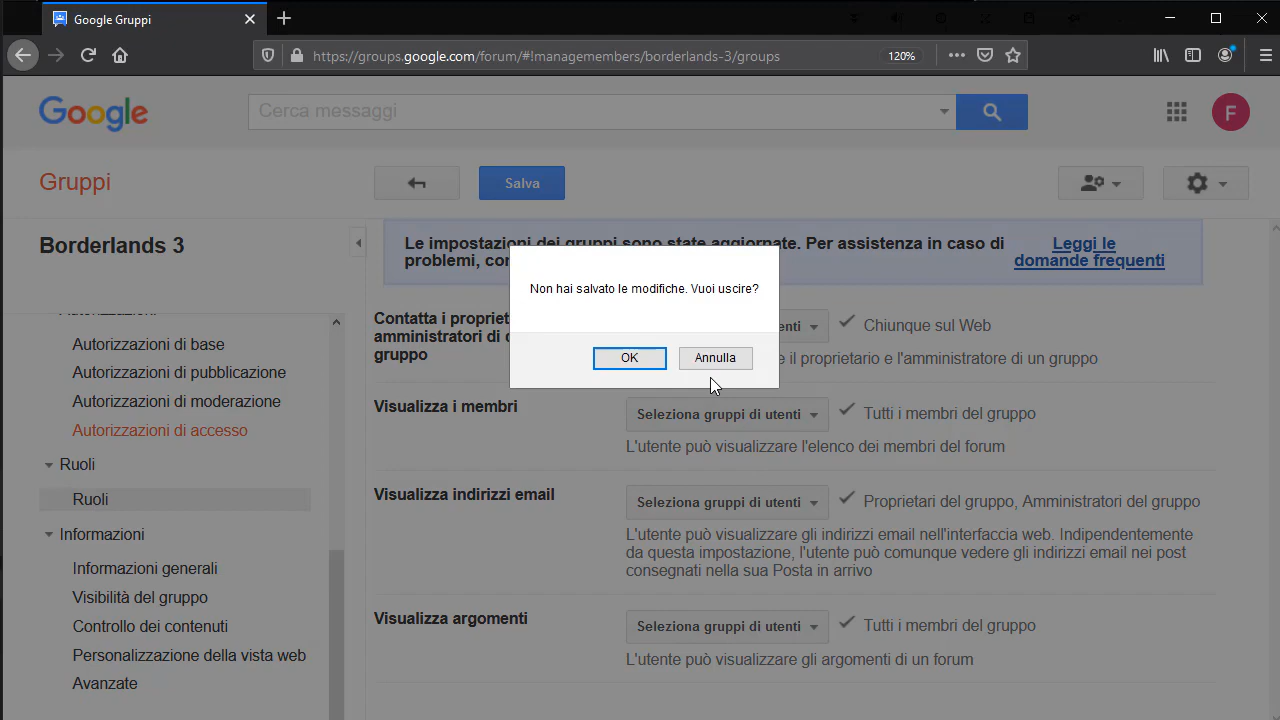 Google Gruppi
https://groups.google.com/forum/#!managemembers/borderlands-3/groups
120%
Google
Cerca messaggi
F
Gruppi
Salva
Borderlands 3
Le impostazioni dei gruppi sono state aggiornate. Per assistenza in caso di
problemi, con
Leggi le
domande frequenti
Non hai salvato le modifiche. Vuoi uscire?
OK
Annulla
Autorizzazioni di base
Autorizzazioni di pubblicazione
Autorizzazioni di moderazione
Autorizzazioni di accesso
Ruoli
Ruoli
Informazioni
Informazioni generali
Visibilità del gruppo
Controllo dei contenuti
Personalizzazione della vista web
Avanzate
Contatta i propriet
amministratori di
gruppo
enti
Chiunque sul Web
e il proprietario e l'amministratore di un gruppo
Visualizza i membri
Seleziona gruppi di utenti
Tutti i membri del gruppo
L'utente può visualizzare l'elenco dei membri del forum
Visualizza indirizzi email
Seleziona gruppi di utenti
Proprietari del gruppo, Amministratori del gruppo
L'utente può visualizzare gli indirizzi email nell'interfaccia web. Indipendentemente
da questa impostazione, l'utente può comunque vedere gli indirizzi email nei post
consegnati nella sua Posta in arrivo
Visualizza argomenti
Seleziona gruppi di utenti
Tutti i membri del gruppo
L'utente può visualizzare gli argomenti di un forum